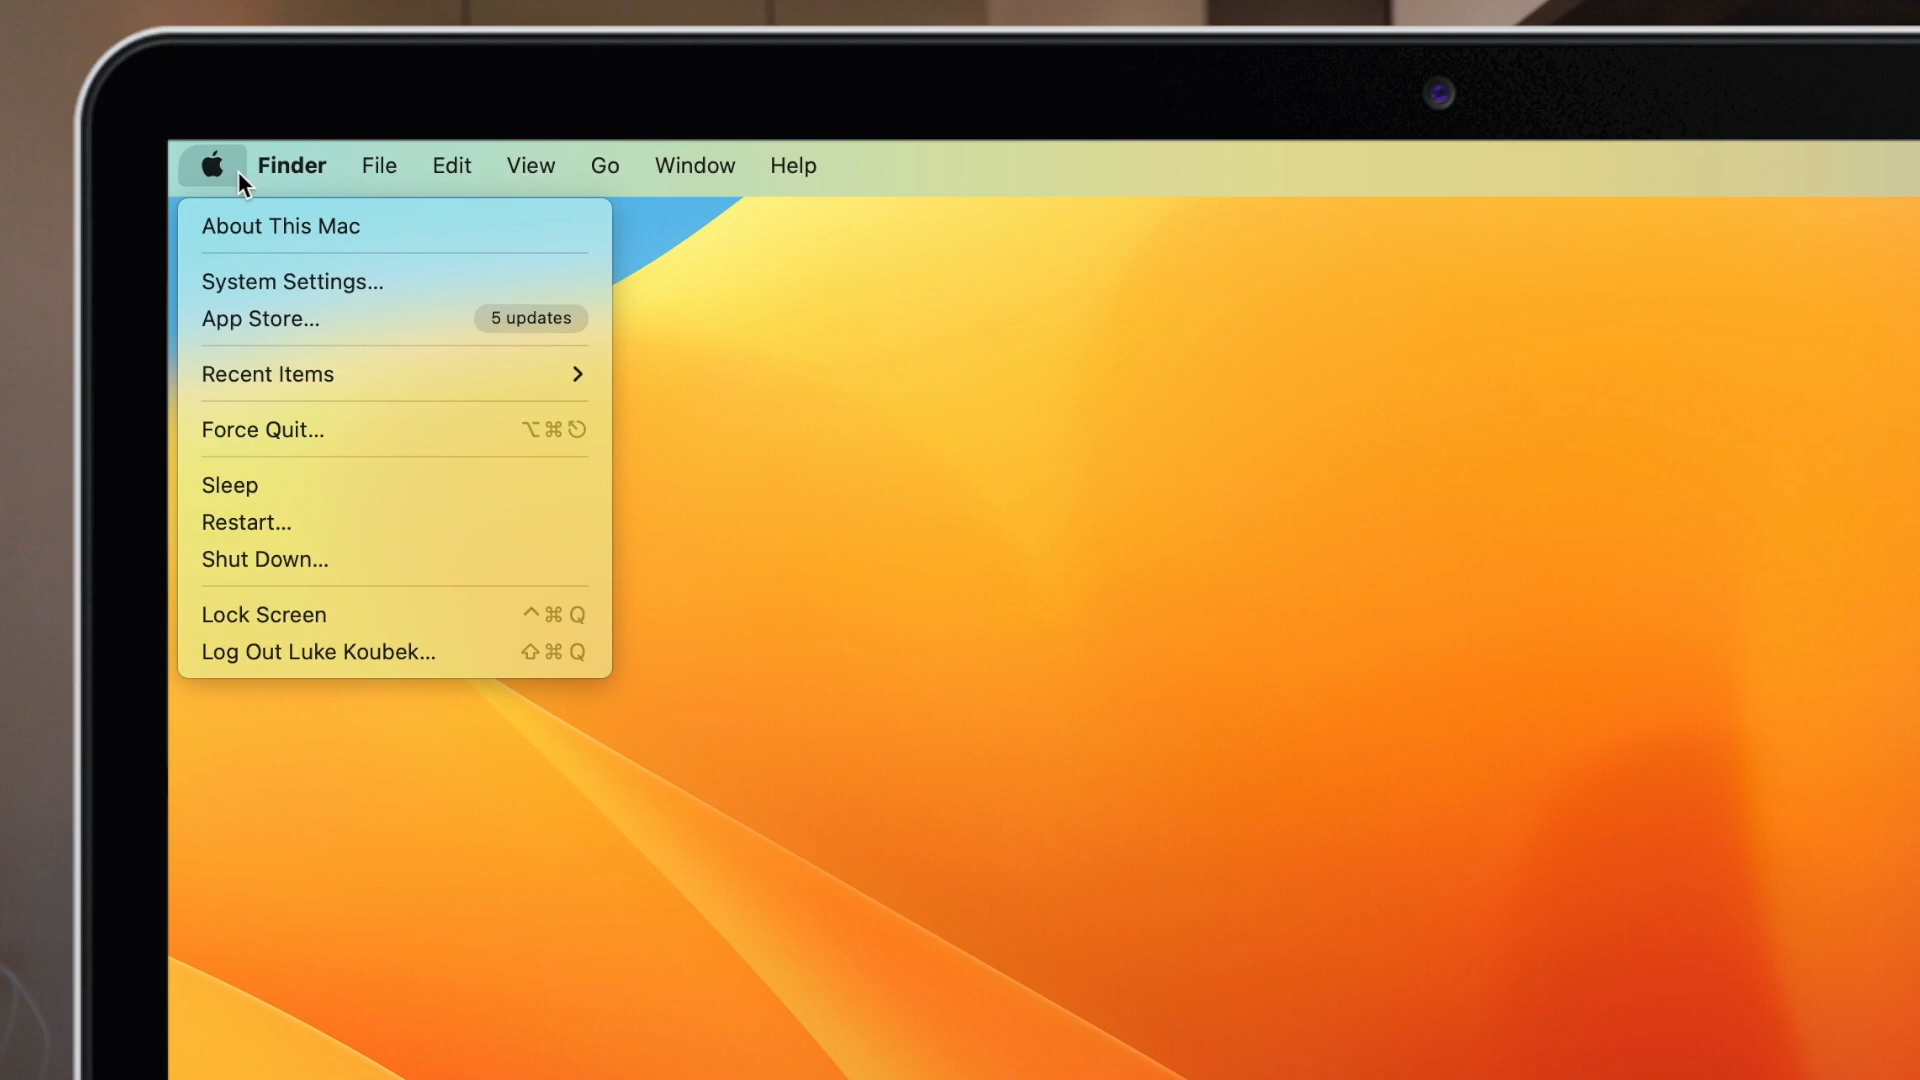 Finder File Edit View Go Window Help
About This Mac
System Settings...
App Store... 5 updates
Recent Items >
Force Quit... ⌥⌘⎋
Sleep
Restart...
Shut Down...
Lock Screen ^⌘Q
Log Out Luke Koubek... ⇧⌘Q